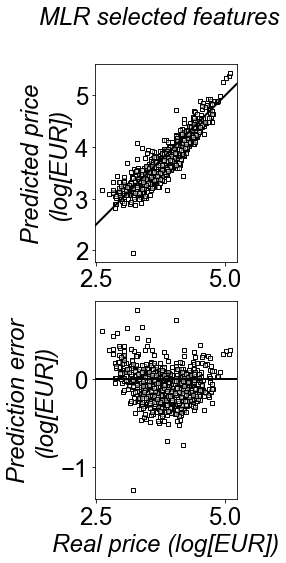 MLR selected features
Predicted price
(log[EUR])
5
4
3
2
2.5 5.0
Prediction error
(log[EUR])
0
−1
2.5 5.0
Real price (log[EUR])